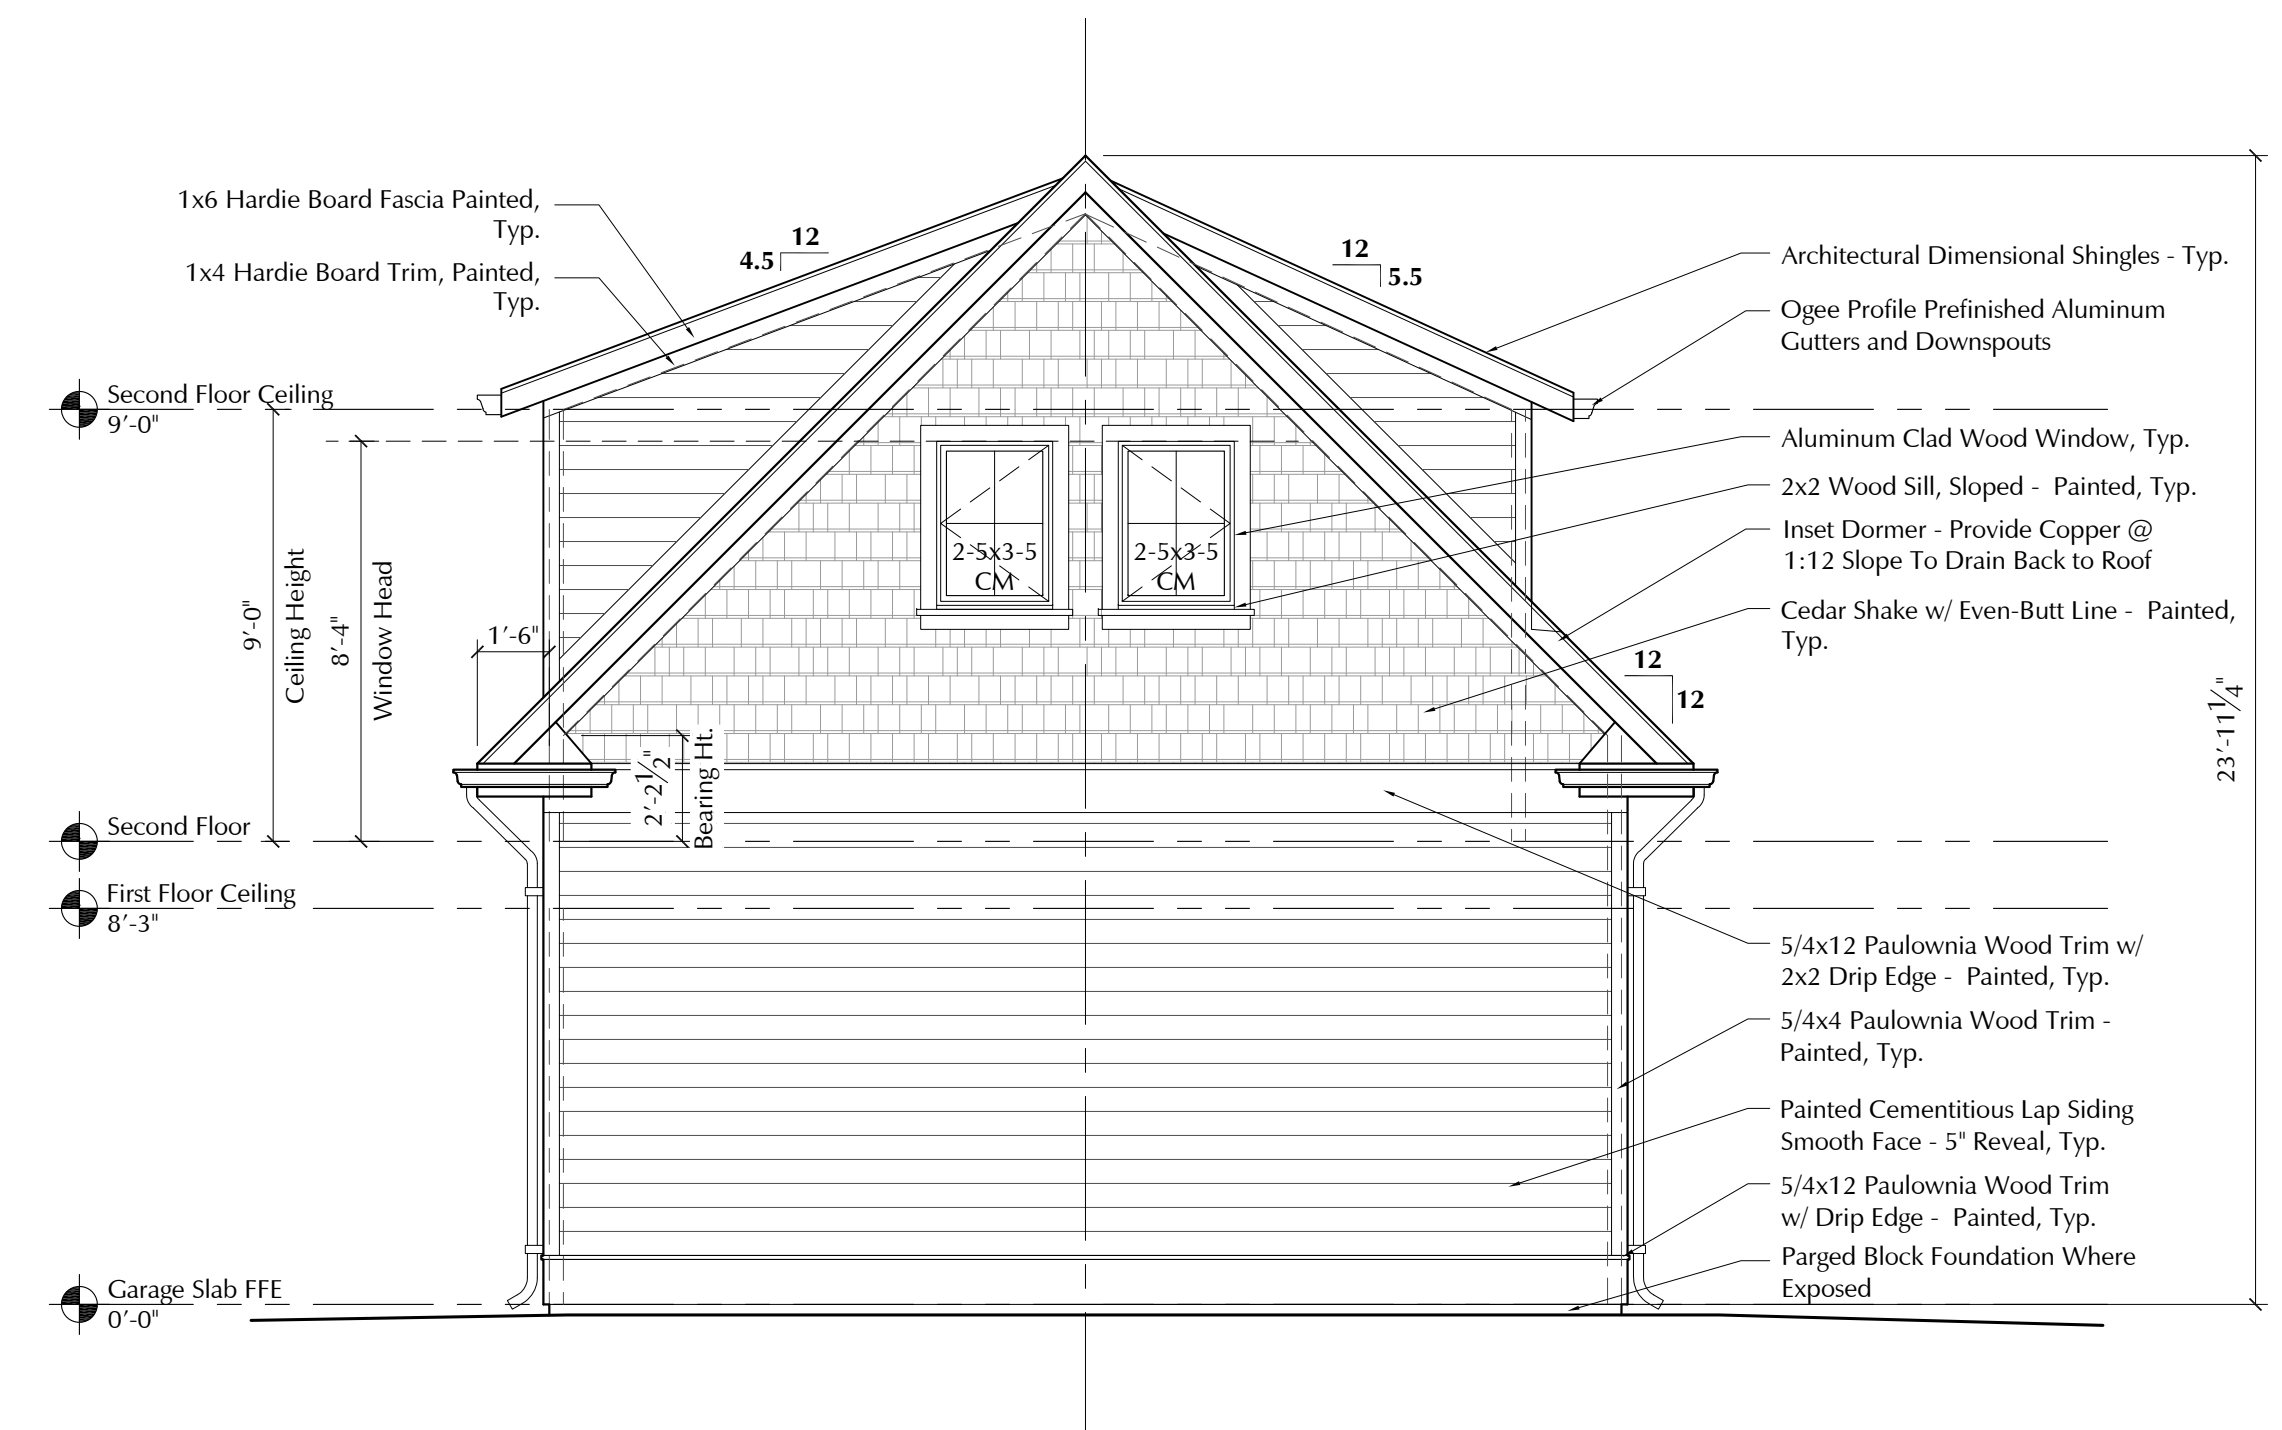 1x6 Hardie Board Fascia Painted,
Typ.
1x4 Hardie Board Trim, Painted,
Typ.
12
4.5
12
5.5
Architectural Dimensional Shingles - Typ.
Ogee Profile Prefinished Aluminum
Gutters and Downspouts
Second Floor Ceiling
9'-0"
Aluminum Clad Wood Window, Typ.
2x2 Wood Sill, Sloped - Painted, Typ.
Inset Dormer - Provide Copper @
1:12 Slope To Drain Back to Roof
Cedar Shake w/ Even-Butt Line - Painted,
Typ.
2-5x3-5
CM
2-5x3-5
CM
9'-0"
Ceiling Height
8'-4"
Window Head
1'-6"
12
12
23'-11 1/4"
2'-2 1/2"
Bearing Ht.
Second Floor
First Floor Ceiling
8'-3"
5/4x12 Paulownia Wood Trim w/
2x2 Drip Edge - Painted, Typ.
5/4x4 Paulownia Wood Trim -
Painted, Typ.
Painted Cementitious Lap Siding
Smooth Face - 5" Reveal, Typ.
5/4x12 Paulownia Wood Trim
w/ Drip Edge - Painted, Typ.
Parged Block Foundation Where
Exposed
Garage Slab FFE
0'-0"